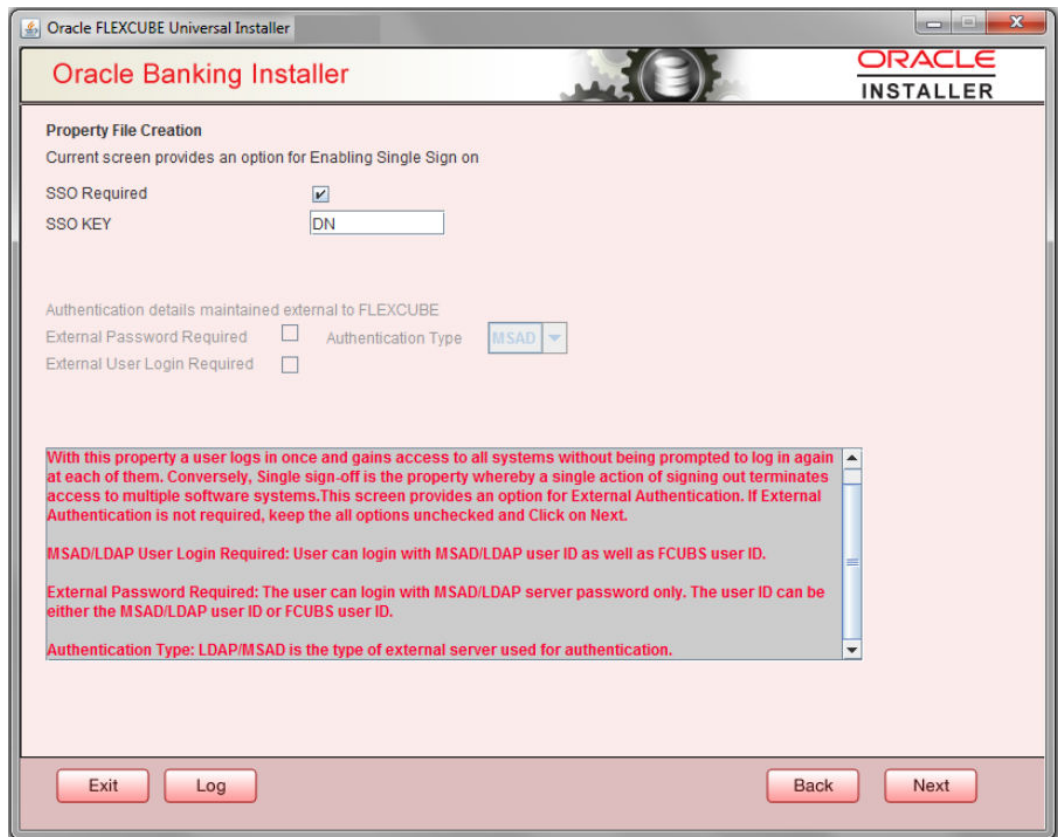 Oracle FLEXCUBE Universal Installer
Oracle Banking Installer
ORACLE
INSTALLER
Property File Creation
Current screen provides an option for Enabling Single Sign on
SSO Required
SSO KEY DN
Authentication details maintained external to FLEXCUBE
External Password Required Authentication Type MSAD
External User Login Required
With this property a user logs in once and gains access to all systems without being prompted to log in again
at each of them. Conversely, Single sign-off is the property whereby a single action of signing out terminates
access to multiple software systems.This screen provides an option for External Authentication. If External
Authentication is not required, keep the all options unchecked and Click on Next.
MSAD/LDAP User Login Required: User can login with MSAD/LDAP user ID as well as FCUBS user ID.
External Password Required: The user can login with MSAD/LDAP server password only. The user ID can be
either the MSAD/LDAP user ID or FCUBS user ID.
Authentication Type: LDAP/MSAD is the type of external server used for authentication.
Exit Log Back Next